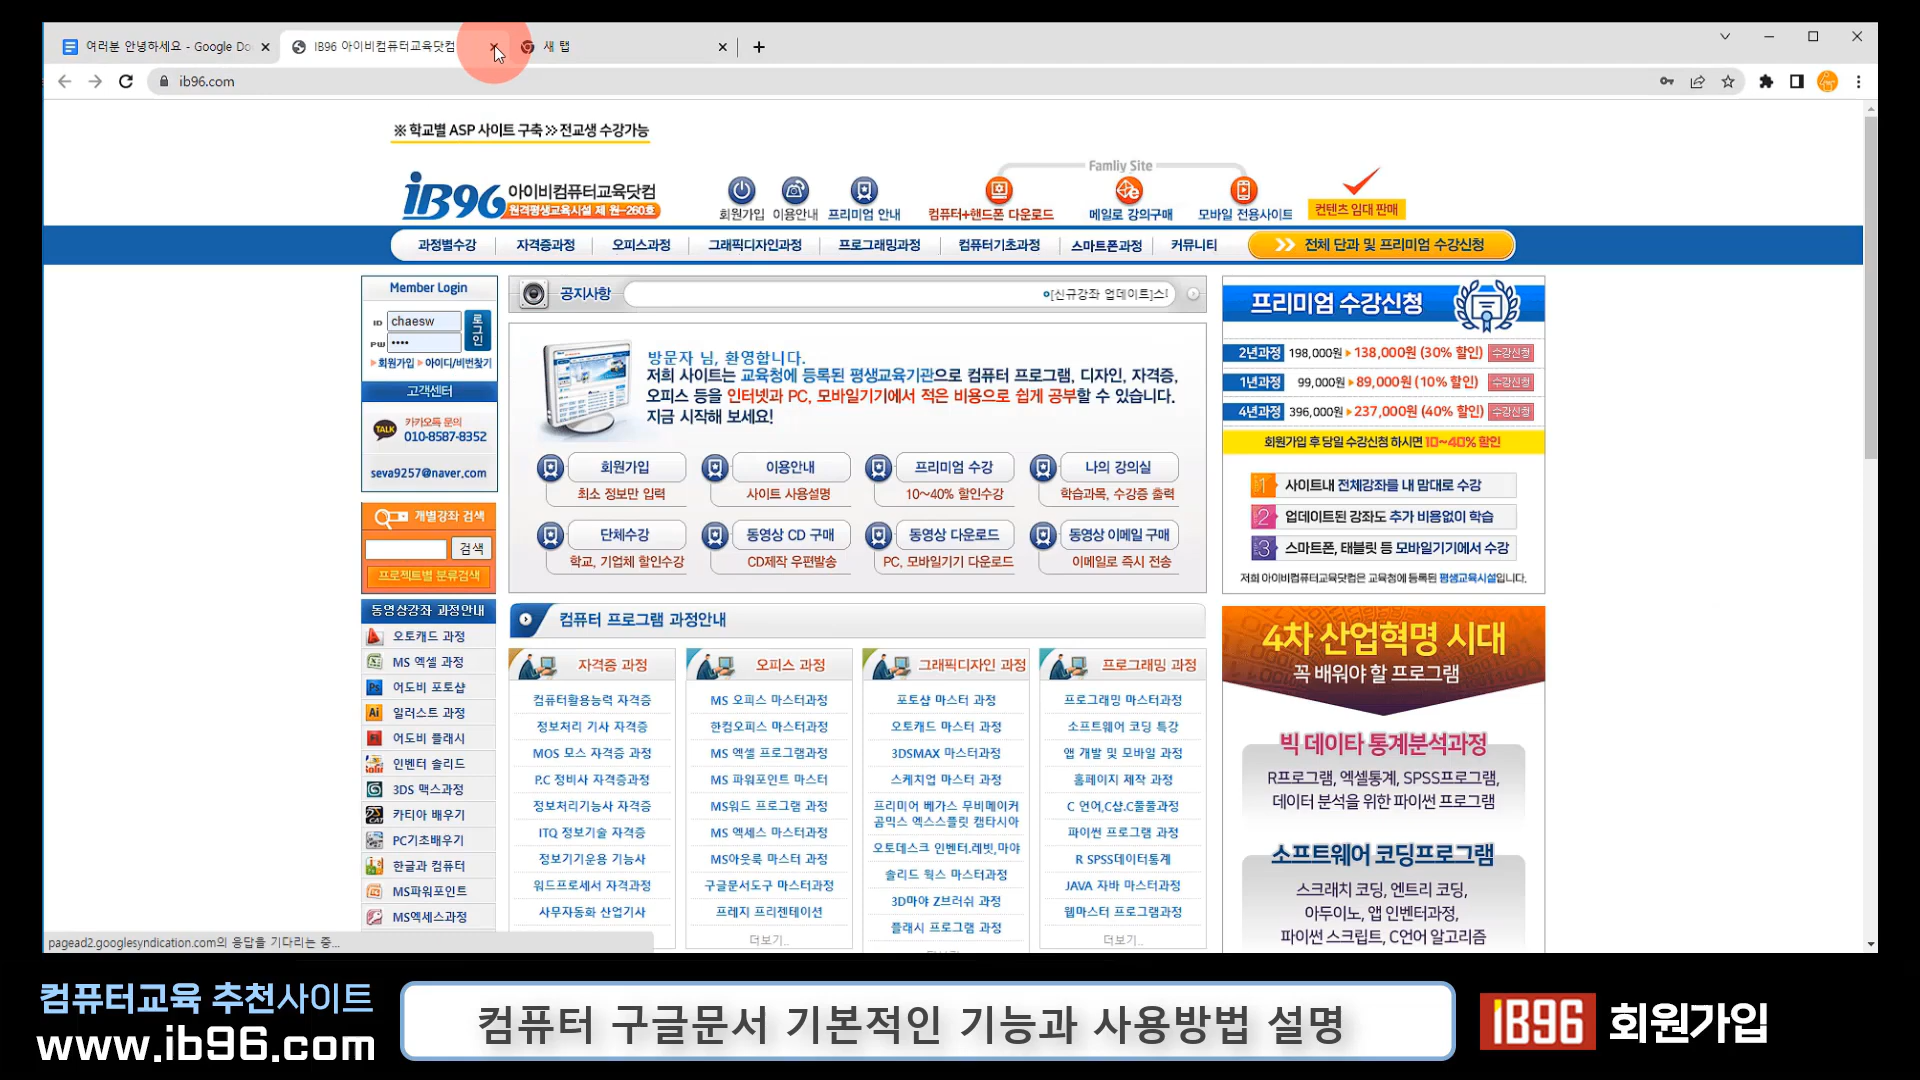 여러분 안녕하세요 - Google Do
IB96 아이비컴퓨터교육닷컴
새 탭
ib96.com
※ 학교별 ASP 사이트 구축 >> 전교생 수강가능
iB96 아이비컴퓨터교육닷컴
원격평생교육시설 제 원-260호
Famliy Site
회원가입 이용안내 프리미엄 안내 컴퓨터+핸드폰 다운로드 메일로 강의구매 모바일 전용사이트 컨텐츠 임대 판매
과정별수강 자격증과정 오피스과정 그래픽디자인과정 프로그래밍과정 컴퓨터기초과정 스마트폰과정 커뮤니티 전체 단과 및 프리미엄 수강신청
Member Login
ID chaesw
PW ••••
로그인
회원가입 아이디/비번찾기
고객센터
TALK 카카오톡 문의
010-8587-8352
seva9257@naver.com
개별강좌 검색
검색
프로젝트별 분류검색
동영상강좌 과정안내
오토캐드 과정
MS 엑셀 과정
어도비 포토샵
일러스트 과정
어도비 플래시
인벤터 솔리드
3DS 맥스과정
카티아 배우기
PC기초배우기
한글과 컴퓨터
MS파워포인트
MS엑세스과정
공지사항
[신규강좌 업데이트]스
방문자 님, 환영합니다.
저희 사이트는 교육청에 등록된 평생교육기관으로 컴퓨터 프로그램, 디자인, 자격증,
오피스 등을 인터넷과 PC, 모바일기기에서 적은 비용으로 쉽게 공부할 수 있습니다.
지금 시작해 보세요!
회원가입 이용안내 프리미엄 수강 나의 강의실
최소 정보만 입력 사이트 사용설명 10~40% 할인수강 학습과목, 수강증 출력
단체수강 동영상 CD 구매 동영상 다운로드 동영상 이메일 구매
학교, 기업체 할인수강 CD제작 우편발송 PC, 모바일기기 다운로드 이메일로 즉시 전송
컴퓨터 프로그램 과정안내
자격증 과정
컴퓨터활용능력 자격증
정보처리 기사 자격증
MOS 모스 자격증 과정
P.C 정비사 자격증과정
정보처리기능사 자격증
ITQ 정보기술 자격증
정보기기운용 기능사
워드프로세서 자격과정
사무자동화 산업기사
오피스 과정
MS 오피스 마스터과정
한컴오피스 마스터과정
MS 엑셀 프로그램과정
MS 파워포인트 마스터
MS워드 프로그램 과정
MS 엑세스 마스터과정
MS아웃룩 마스터 과정
구글문서도구 마스터과정
프레지 프리젠테이션
더보기..
그래픽디자인 과정
포토샵 마스터 과정
오토캐드 마스터 과정
3DSMAX 마스터과정
스케치업 마스터 과정
프리미어 베가스 무비메이커
곰믹스 엑스스플릿 캠타시아
오토데스크 인벤터.레빗,마야
솔리드 웍스 마스터과정
3D마야 Z브러쉬 과정
플래시 프로그램 과정
프로그래밍 과정
프로그래밍 마스터과정
소프트웨어 코딩 특강
앱 개발 및 모바일 과정
홈페이지 제작 과정
C 언어,C샵.C풀풀과정
파이썬 프로그램 과정
R SPSS데이터통계
JAVA 자바 마스터과정
웹마스터 프로그램과정
더보기..
프리미엄 수강신청
2년과정 198,000원 138,000원 (30% 할인) 수강신청
1년과정 99,000원 89,000원 (10% 할인) 수강신청
4년과정 396,000원 237,000원 (40% 할인) 수강신청
회원가입 후 당일 수강신청 하시면 10~40% 할인
1 사이트내 전체강좌를 내 맘대로 수강
2 업데이트된 강좌도 추가 비용없이 학습
3 스마트폰, 태블릿 등 모바일기기에서 수강
저희 아이비컴퓨터교육닷컴은 교육청에 등록된 평생교육시설입니다.
4차 산업혁명 시대
꼭 배워야 할 프로그램
빅 데이타 통계분석과정
R프로그램, 엑셀통계, SPSS프로그램,
데이터 분석을 위한 파이썬 프로그램
소프트웨어 코딩프로그램
스크래치 코딩, 엔트리 코딩,
아두이노, 앱 인벤터과정,
파이썬 스크립트, C언어 알고리즘
pagead2.googlesyndication.com의 응답을 기다리는 중...
컴퓨터교육 추천사이트
www.ib96.com
컴퓨터 구글문서 기본적인 기능과 사용방법 설명
IB96 회원가입